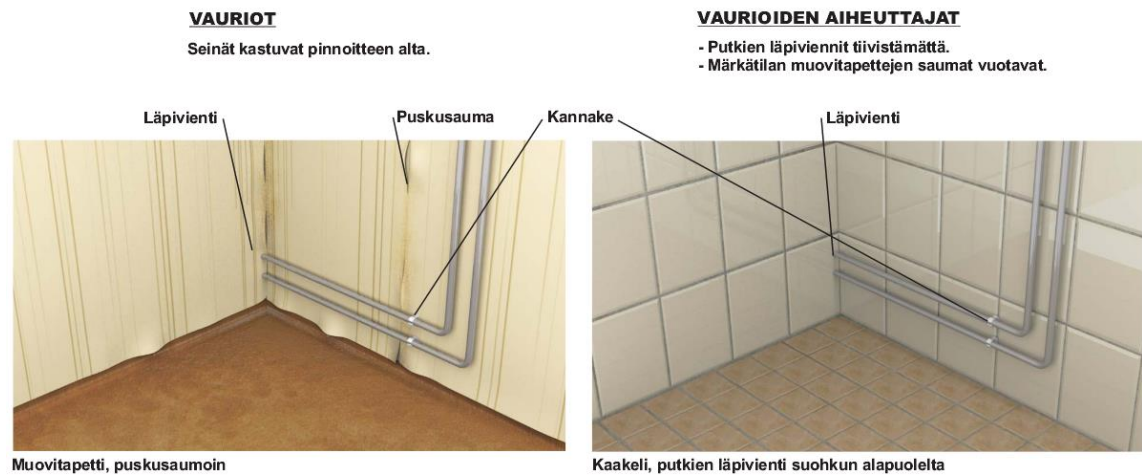 VAURIOT
Seinät kastuvat pinnoitteen alta.
VAURIOIDEN AIHEUTTAJAT
- Putkien läpiviennit tiivistämättä.
- Märkätilan muovitapettejen saumat vuotavat.
Läpivienti
Puskusauma
Kannake
Läpivienti
Muovitapetti, puskusaumoin
Kaakeli, putkien läpivienti suohkun alapuolelta